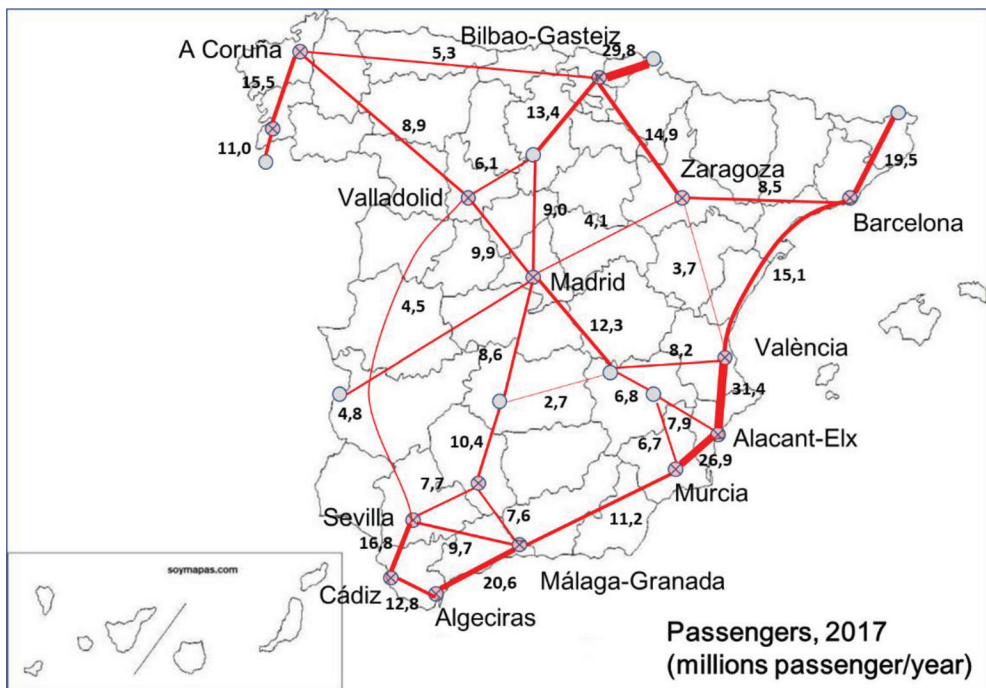 Bilbao-Gasteiz
A Coruña
5,3
29,8
15,5
13,4
8,9
14,9
11,0
6,1
Zaragoza
19,5
Valladolid
8,5
9,0
4,1
Barcelona
9,9
3,7
Madrid
15,1
4,5
12,3
8,6
8,2
València
6,8
31,4
4,8
2,7
7,9
10,4
6,7
Alacant-Elx
26,9
7,7
Murcia
Sevilla
7,6
11,2
16,8
9,7
soymapas.com
Cádiz
20,6
Málaga-Granada
12,8
Algeciras
Passengers, 2017
(millions passenger/year)